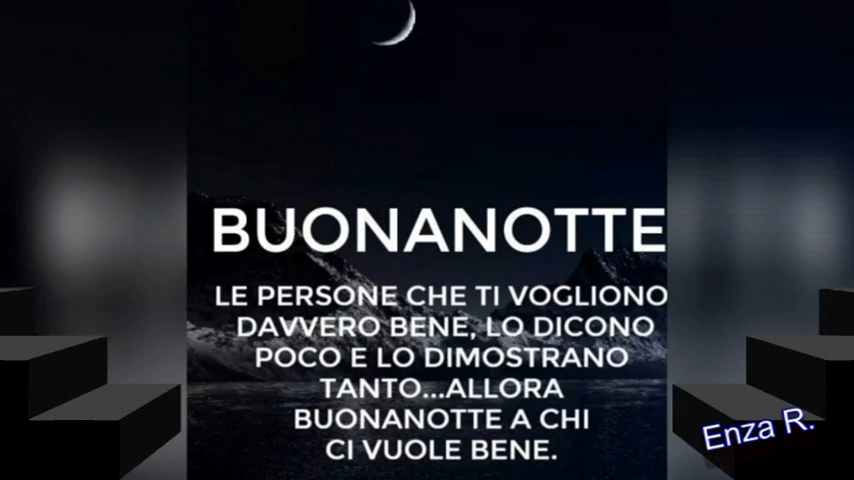 BUONANOTTE
LE PERSONE CHE TI VOGLIONO
DAVVERO BENE, LO DICONO
POCO E LO DIMOSTRANO
TANTO...ALLORA
BUONANOTTE A CHI
CI VUOLE BENE.
Enza R.